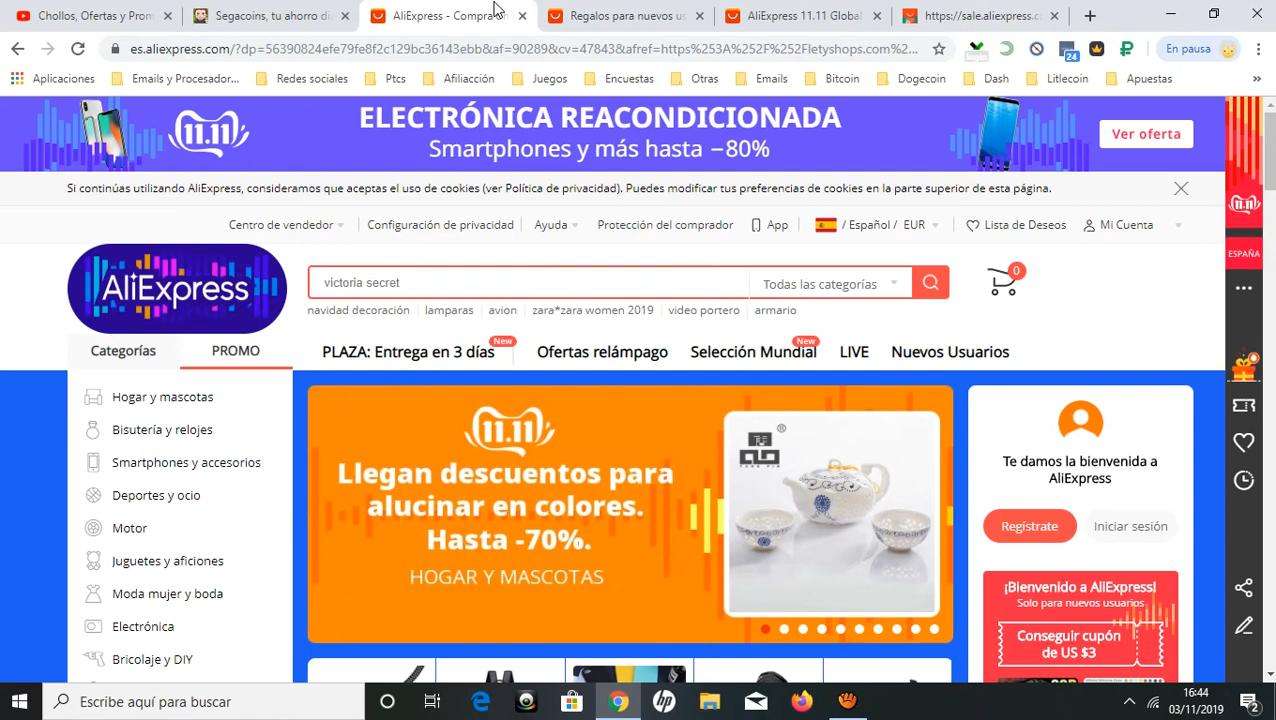 Chollos, Ofertas y Prom
Segacoins, tu ahorro di
AliExpress - Compra
Regalos para nuevos us
AliExpress 11.11 Global
https://sale.aliexpress.c
es.aliexpress.com/?dp=56390824efe79fe8f2c129bc36143ebb&af=90289&cv=47843&afref=https%253A%252F%252Fletyshops.com%2...
24
En pausa
Aplicaciones
Emails y Procesador...
Redes sociales
Ptcs
Afiliacción
Juegos
Encuestas
Otras
Emails
Bitcoin
Dogecoin
Dash
Litlecoin
Apuestas
»
11.11
ELECTRÓNICA REACONDICIONADA
Smartphones y más hasta −80%
Ver oferta
Si continúas utilizando AliExpress, consideramos que aceptas el uso de cookies (ver Política de privacidad). Puedes modificar tus preferencias de cookies en la parte superior de esta página.
11.11
Centro de vendedor
Configuración de privacidad
Ayuda
Protección del comprador
App
/ Español / EUR
Lista de Deseos
Mi Cuenta
ESPAÑA
AliExpress
victoria secret
Todas las categorías
0
navidad decoración
lamparas
avion
zara*zara women 2019
video portero
armario
Categorías
PROMO
PLAZA: Entrega en 3 días
New
Ofertas relámpago
Selección Mundial
New
LIVE
Nuevos Usuarios
Hogar y mascotas
Bisutería y relojes
Smartphones y accesorios
Deportes y ocio
Motor
Juguetes y aficiones
Moda mujer y boda
Electrónica
Bricolaje y DIY
11.11
Llegan descuentos para
alucinar en colores.
Hasta -70%.
HOGAR Y MASCOTAS
®
Te damos la bienvenida a
AliExpress
Regístrate
Iniciar sesión
¡Bienvenido a AliExpress!
Solo para nuevos usuarios
Conseguir cupón
de US $3
Escribe aquí para buscar
16:44
03/11/2019
2